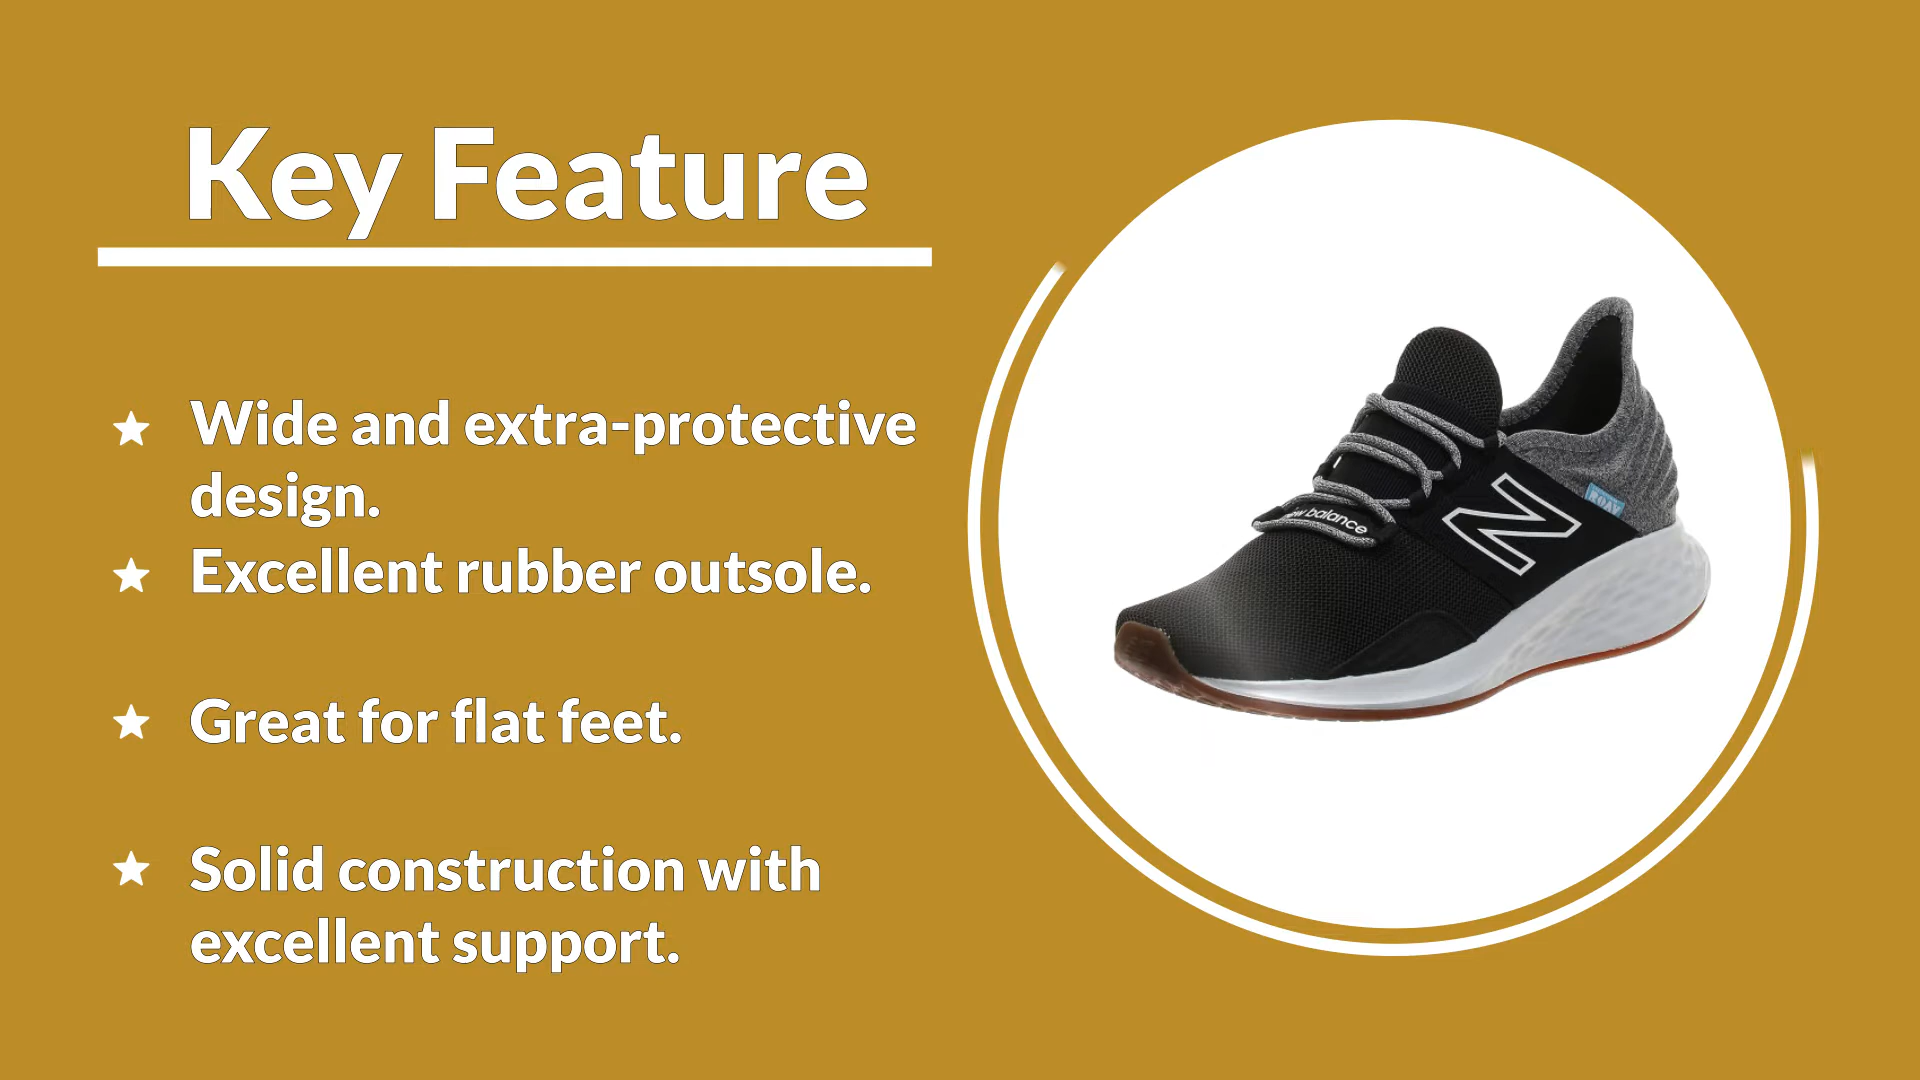 Key Feature
Wide and extra-protective
design.
Excellent rubber outsole.
Great for flat feet.
Solid construction with
excellent support.
balance
N
ROAV